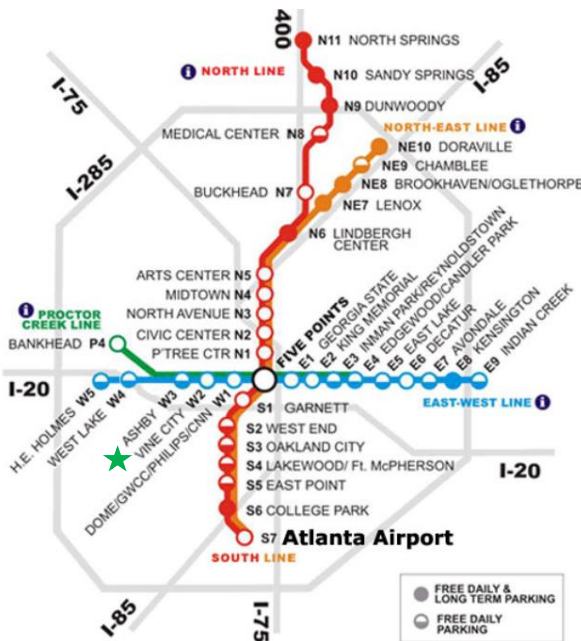 400
N11 NORTH SPRINGS
i NORTH LINE
N10 SANDY SPRINGS
I-85
I-75
N9 DUNWOODY
NORTH-EAST LINE i
MEDICAL CENTER N8
NE10 DORAVILLE
NE9 CHAMBLEE
I-285
NE8 BROOKHAVEN/OGLETHORPE
BUCKHEAD N7
NE7 LENOX
N6 LINDBERGH
CENTER
ARTS CENTER N5
MIDTOWN N4
NORTH AVENUE N3
CIVIC CENTER N2
P'TREE CTR N1
i PROCTOR
CREEK LINE
BANKHEAD P4
FIVE POINTS
E1 GEORGIA STATE
E2 KING MEMORIAL
E3 INMAN PARK/REYNOLDSTOWN
E4 EDGEWOOD/CANDLER PARK
E5 EAST LAKE
E6 DECATUR
E7 AVONDALE
E8 KENSINGTON
E9 INDIAN CREEK
I-20
H.E. HOLMES W5
WEST LAKE W4
ASHBY W3
VINE CITY W2
DOME/GWCC/PHILIPS/CNN W1
EAST-WEST LINE i
S1 GARNETT
S2 WEST END
S3 OAKLAND CITY
S4 LAKEWOOD/ Ft. McPHERSON
I-20
S5 EAST POINT
S6 COLLEGE PARK
S7 Atlanta Airport
SOUTH LINE
I-85
I-75
FREE DAILY &
LONG TERM PARKING
FREE DAILY
PARKING